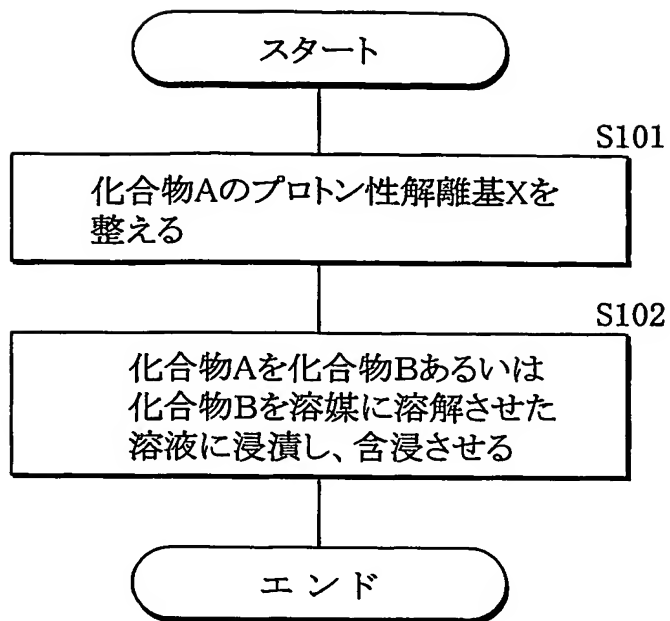 スタート
S101
化合物Aのプロトン性解離基Xを
整える
S102
化合物Aを化合物Bあるいは
化合物Bを溶媒に溶解させた
溶液に浸漬し、含浸させる
エンド